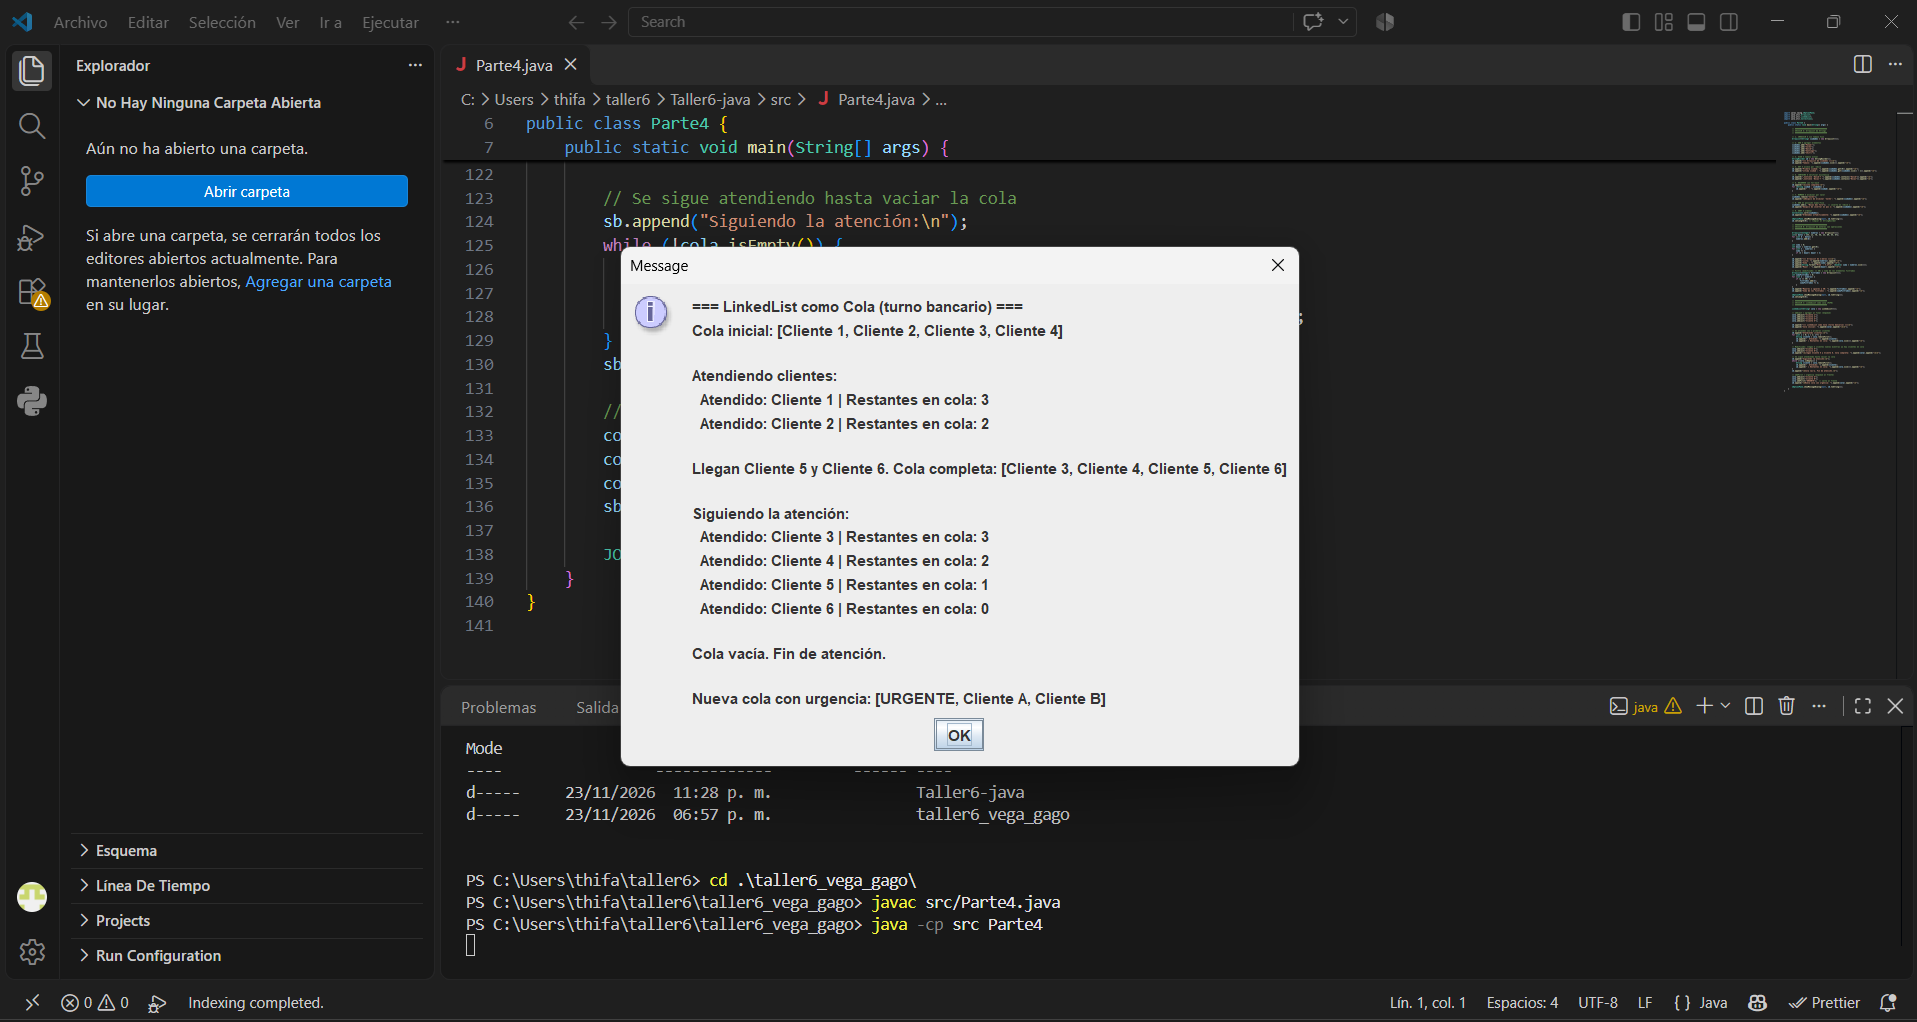 Archivo Editar Selección Ver Ir a Ejecutar ···
Search
Explorador
No Hay Ninguna Carpeta Abierta
Aún no ha abierto una carpeta.
Abrir carpeta
Si abre una carpeta, se cerrarán todos los
editores abiertos actualmente. Para
mantenerlos abiertos, Agregar una carpeta
en su lugar.
Esquema
Línea De Tiempo
Projects
Run Configuration
J Parte4.java
C: > Users > thifa > taller6 > Taller6-java > src > J Parte4.java > ...
6 public class Parte4 {
7 public static void main(String[] args) {
122
123 // Se sigue atendiendo hasta vaciar la cola
124 sb.append("Siguiendo la atención:\n");
125 while (!cola.isEmpty()) {
126
127
128 ;
129 }
130 sb
131
132 //
133 co
134 co
135 co
136 sb
137
138 JO
139 }
140 }
141
Message
=== LinkedList como Cola (turno bancario) ===
Cola inicial: [Cliente 1, Cliente 2, Cliente 3, Cliente 4]
Atendiendo clientes:
Atendido: Cliente 1 | Restantes en cola: 3
Atendido: Cliente 2 | Restantes en cola: 2
Llegan Cliente 5 y Cliente 6. Cola completa: [Cliente 3, Cliente 4, Cliente 5, Cliente 6]
Siguiendo la atención:
Atendido: Cliente 3 | Restantes en cola: 3
Atendido: Cliente 4 | Restantes en cola: 2
Atendido: Cliente 5 | Restantes en cola: 1
Atendido: Cliente 6 | Restantes en cola: 0
Cola vacía. Fin de atención.
Nueva cola con urgencia: [URGENTE, Cliente A, Cliente B]
OK
Problemas Salida
java
Mode
---- ------------- ------ ----
d----- 23/11/2026 11:28 p. m. Taller6-java
d----- 23/11/2026 06:57 p. m. taller6_vega_gago
PS C:\Users\thifa\taller6> cd .\taller6_vega_gago\
PS C:\Users\thifa\taller6\taller6_vega_gago> javac src/Parte4.java
PS C:\Users\thifa\taller6\taller6_vega_gago> java -cp src Parte4
0 0 Indexing completed.
Lín. 1, col. 1 Espacios: 4 UTF-8 LF { } Java Prettier